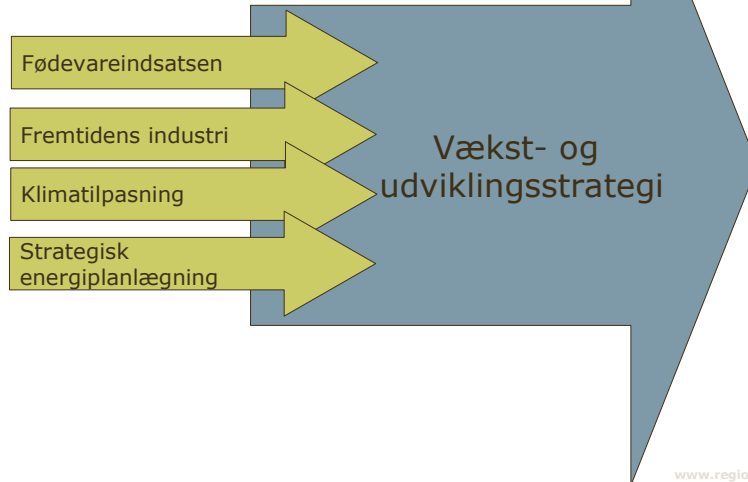 Fødevareindsatsen
Fremtidens industri
Klimatilpasning
Strategisk
energiplanlægning
Vækst- og
udviklingsstrategi
www.regio